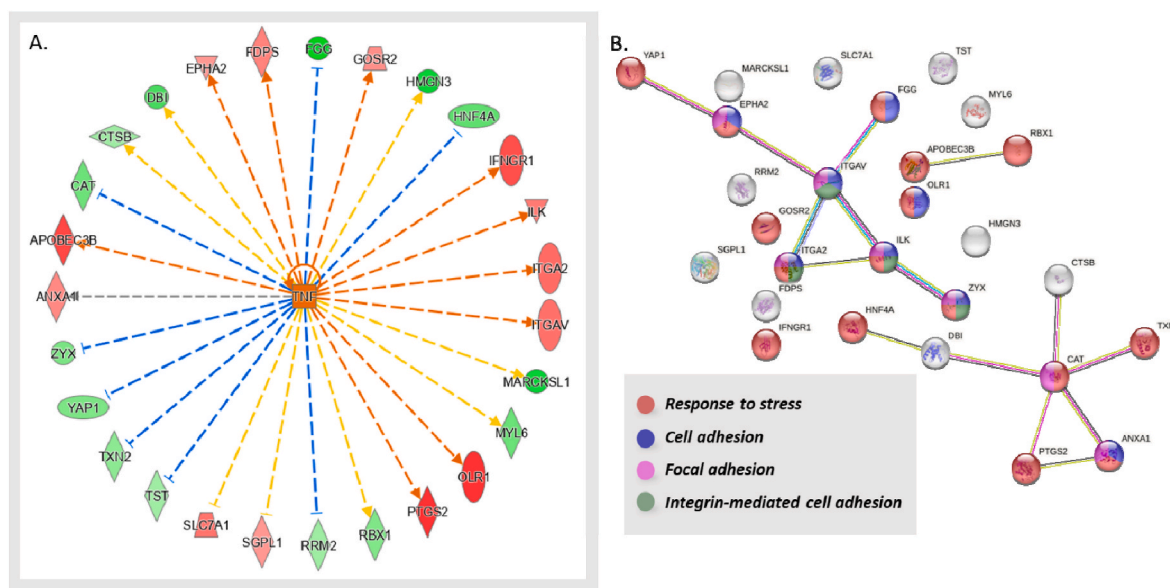 A.
FGG
GOSR2
HMGN3
HNF4A
IFNGR1
ILK
ITGA2
ITGAV
MARCKSL1
MYL6
OLR1
PTGS2
RBX1
RRM2
SGPL1
SLC7A1
TST
TXN2
YAP1
ZYX
APOBEC3B
CAT
CTSB
DBI
EPHA2
FDPS
TNF
B.
YAP1
MARCKSL1
SLC7A1
TST
EPHA2
FGG
MYL6
RBX1
APOBEC3B
ITGAV
RRM2
OLR1
GOSR2
HMGN3
ILK
SGPL1
ITGA2
CTSB
FDPS
ZYX
HNF4A
IFNGR1
DBI
CAT
PTGS2
ANXA1
Response to stress
Cell adhesion
Focal adhesion
Integrin-mediated cell adhesion